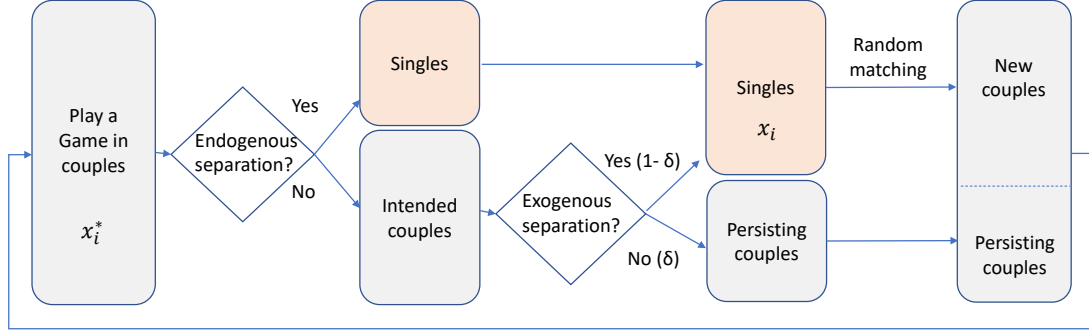 Play a
Game in
couples
x_i^*
Endogenous
separation?
Yes
No
Singles
Intended
couples
Exogenous
separation?
Yes (1- δ)
No (δ)
Singles
x_i
Persisting
couples
Random
matching
New
couples
Persisting
couples